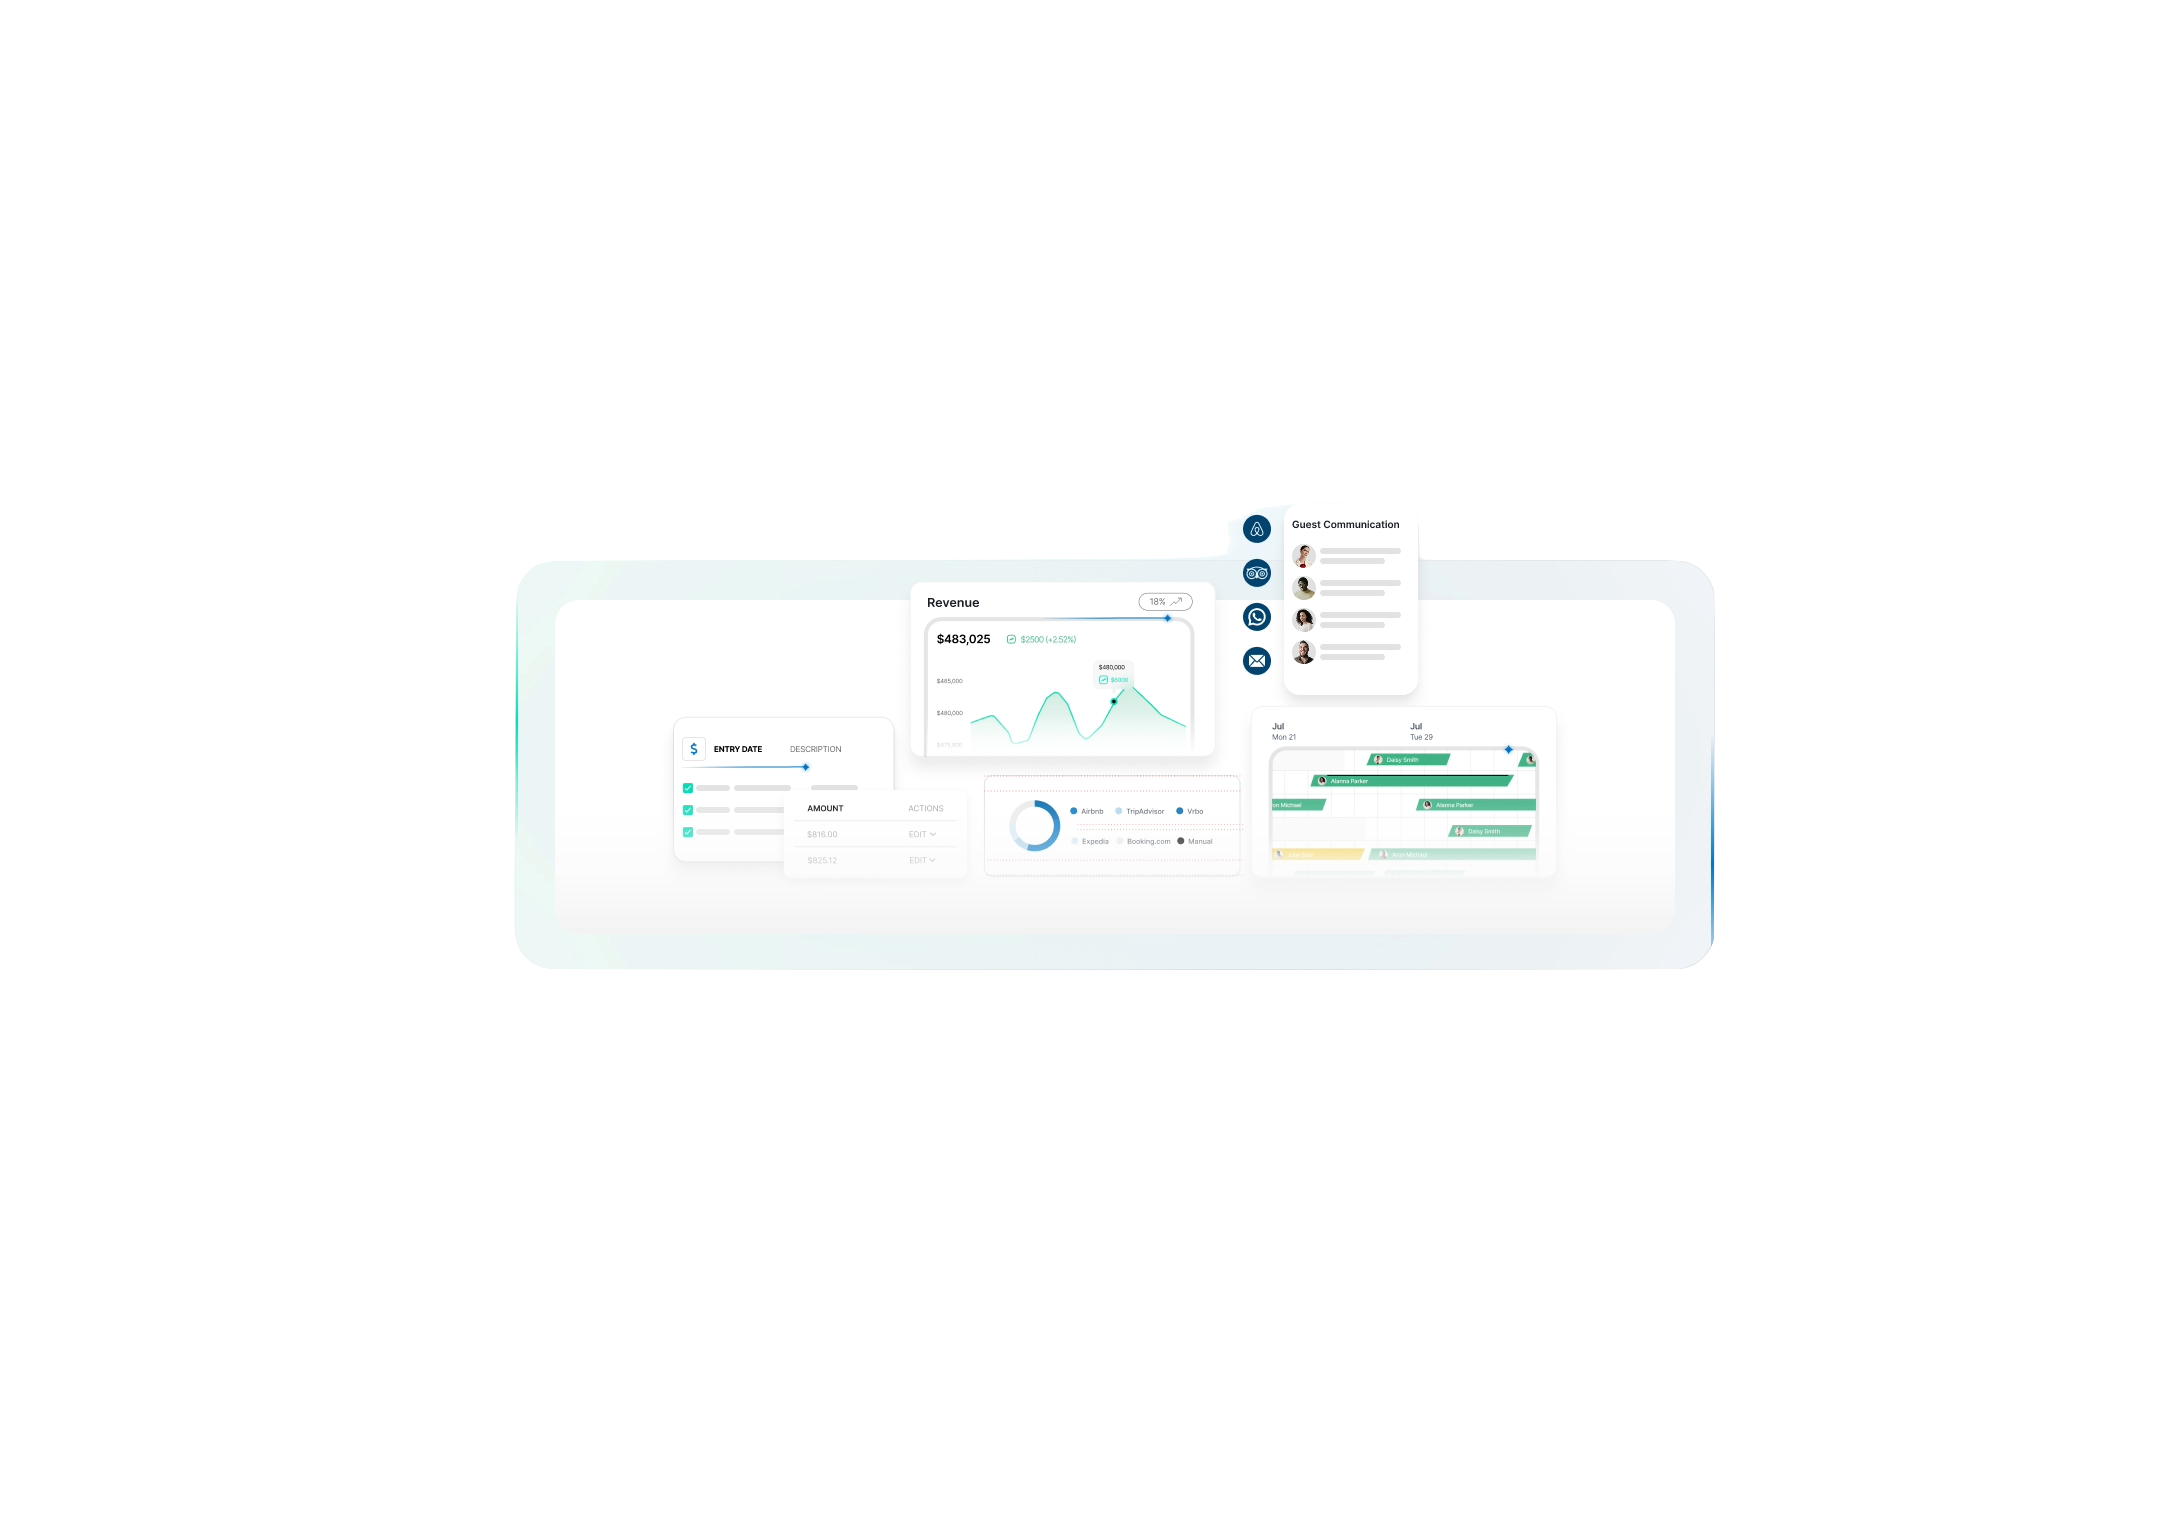 Guest Communication
Revenue
18%
$483,025
$2500 (+2.52%)
$480,000
$6000
$485,000
$480,000
$475,000
ENTRY DATE DESCRIPTION
AMOUNT ACTIONS
$816.00 EDIT
$825.12 EDIT
Airbnb TripAdvisor Vrbo
Expedia Booking.com Manual
Jul Jul
Mon 21 Tue 29
Daisy Smith
Alanna Parker
on Michael
Alanna Parker
Daisy Smith
Aron Michael